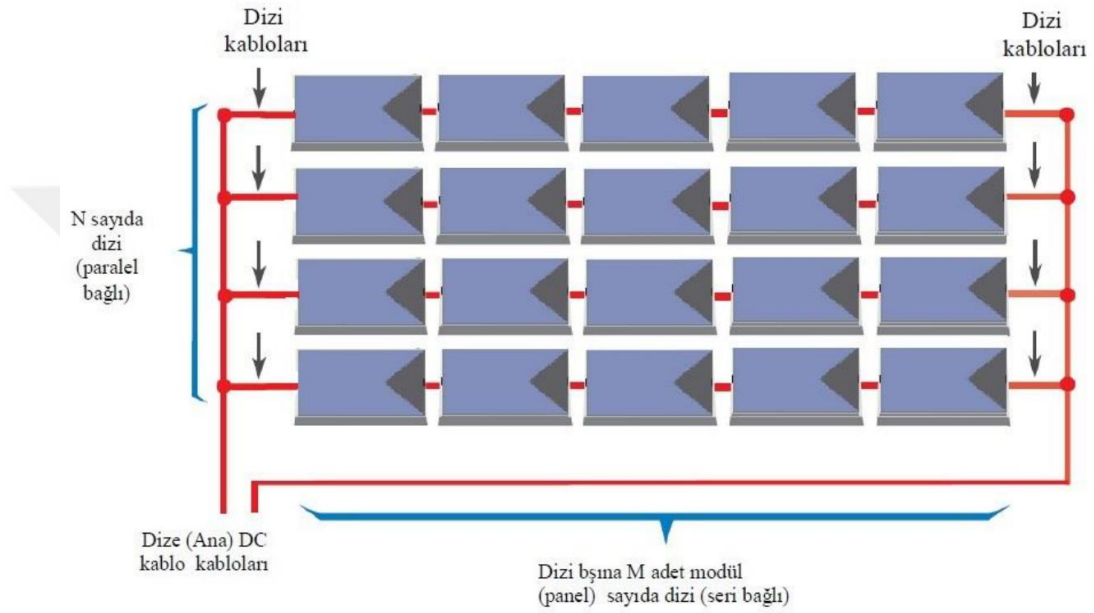 Dizi
kabloları
Dizi
kabloları
N sayıda
dizi
(paralel
bağlı)
Dize (Ana) DC
kablo kabloları
Dizi bşına M adet modül
(panel) sayıda dizi (seri bağlı)